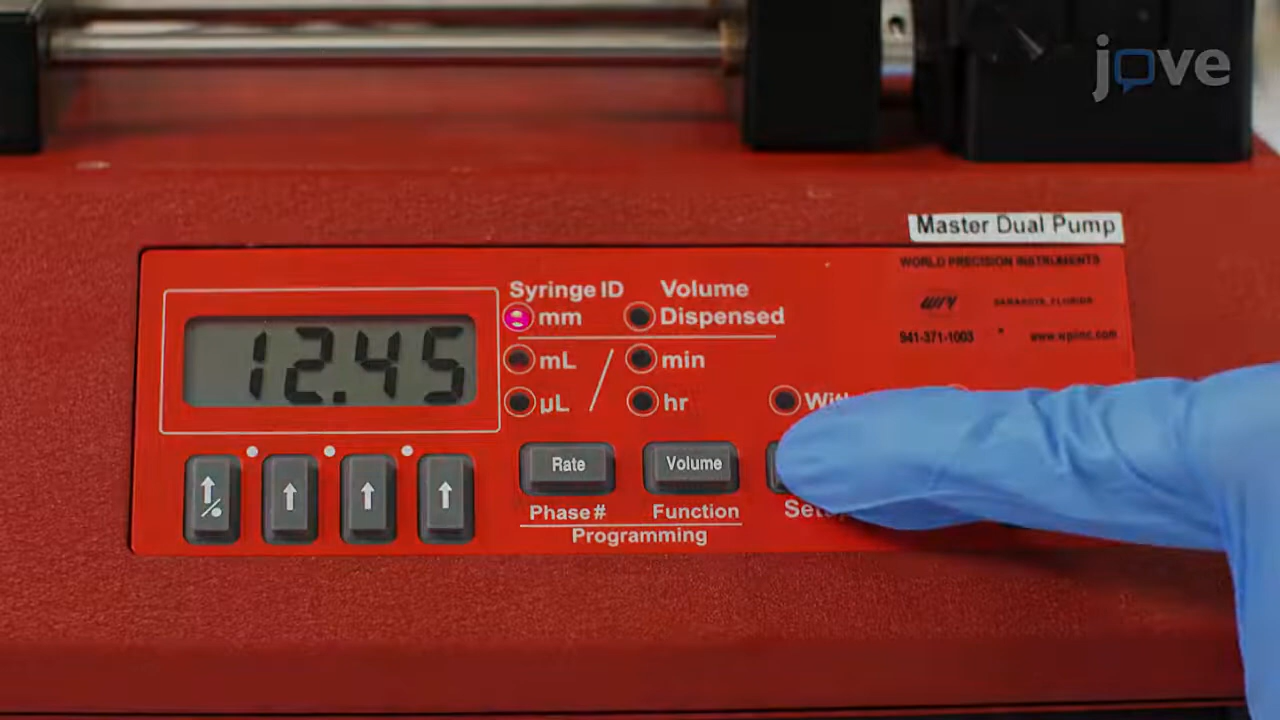 jove
Master Dual Pump
WORLD PRECISION INSTRUMENTS
WPI SARASOTA, FLORIDA
941-371-1003 www.wpiinc.com
Syringe ID Volume
mm Dispensed
12.45
mL / min
µL hr
Rate Volume
Phase # Function
Programming